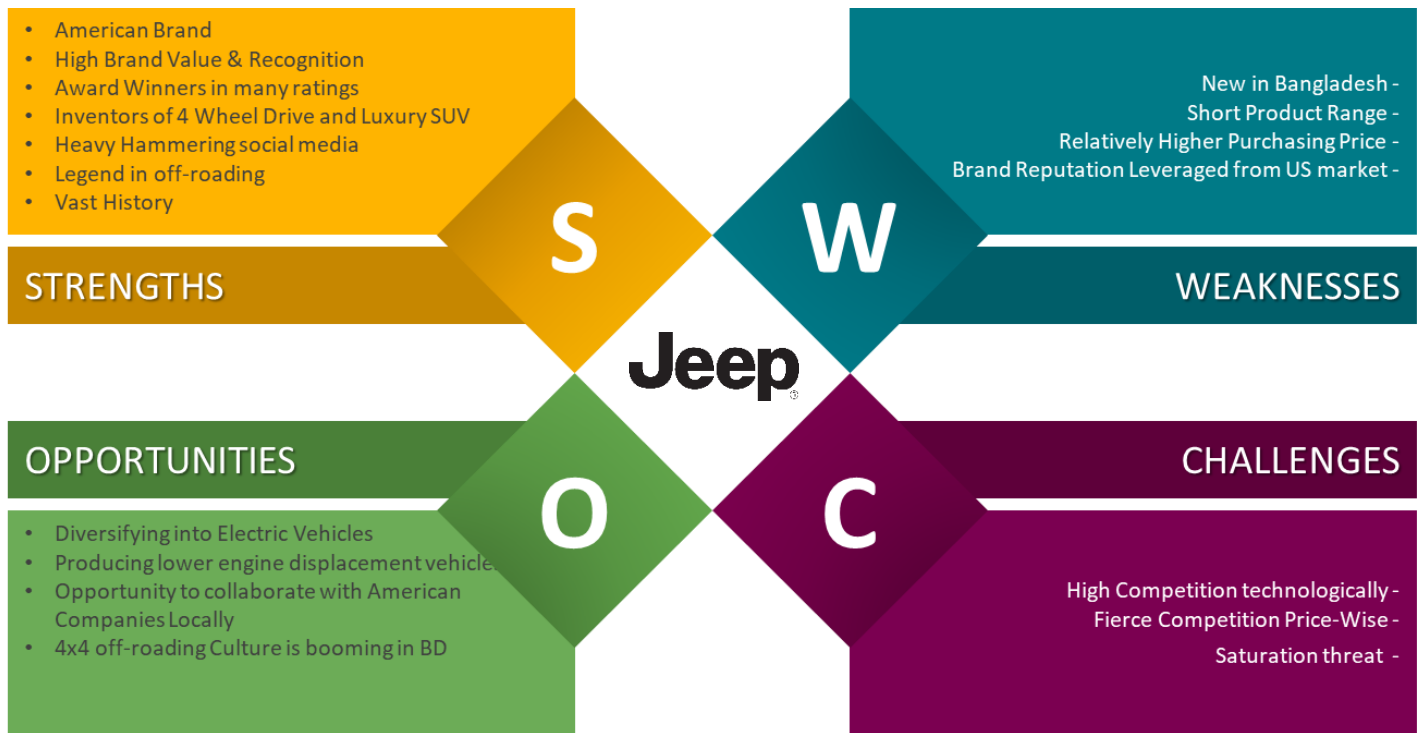 • American Brand
• High Brand Value & Recognition
• Award Winners in many ratings
• Inventors of 4 Wheel Drive and Luxury SUV
• Heavy Hammering social media
• Legend in off-roading
• Vast History
S
STRENGTHS
New in Bangladesh -
Short Product Range -
Relatively Higher Purchasing Price -
Brand Reputation Leveraged from US market -
W
WEAKNESSES
Jeep
OPPORTUNITIES
O
• Diversifying into Electric Vehicles
• Producing lower engine displacement vehicles
• Opportunity to collaborate with American
Companies Locally
• 4x4 off-roading Culture is booming in BD
CHALLENGES
C
High Competition technologically -
Fierce Competition Price-Wise -
Saturation threat -